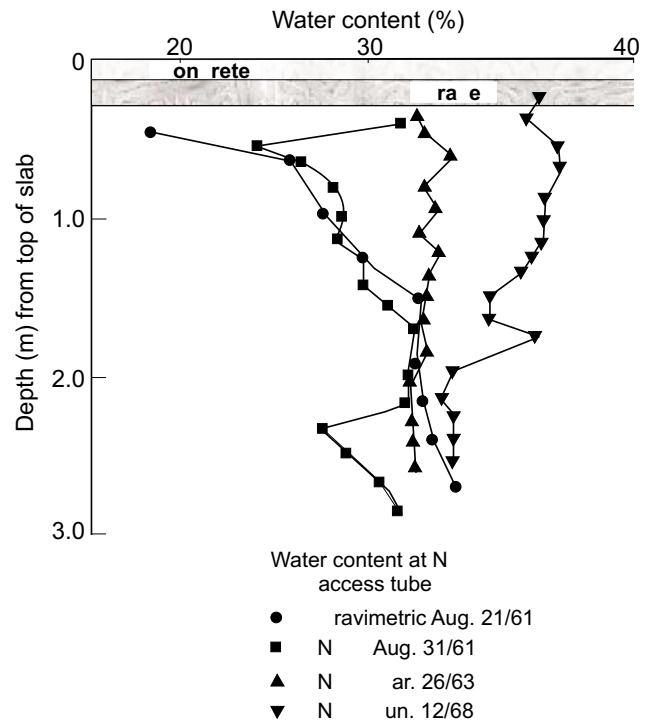 Water content (%)
20 30 40
0
on rete
ra e
1.0
2.0
3.0
Depth (m) from top of slab
Water content at N
access tube
ravimetric Aug. 21/61
N Aug. 31/61
N ar. 26/63
N un. 12/68